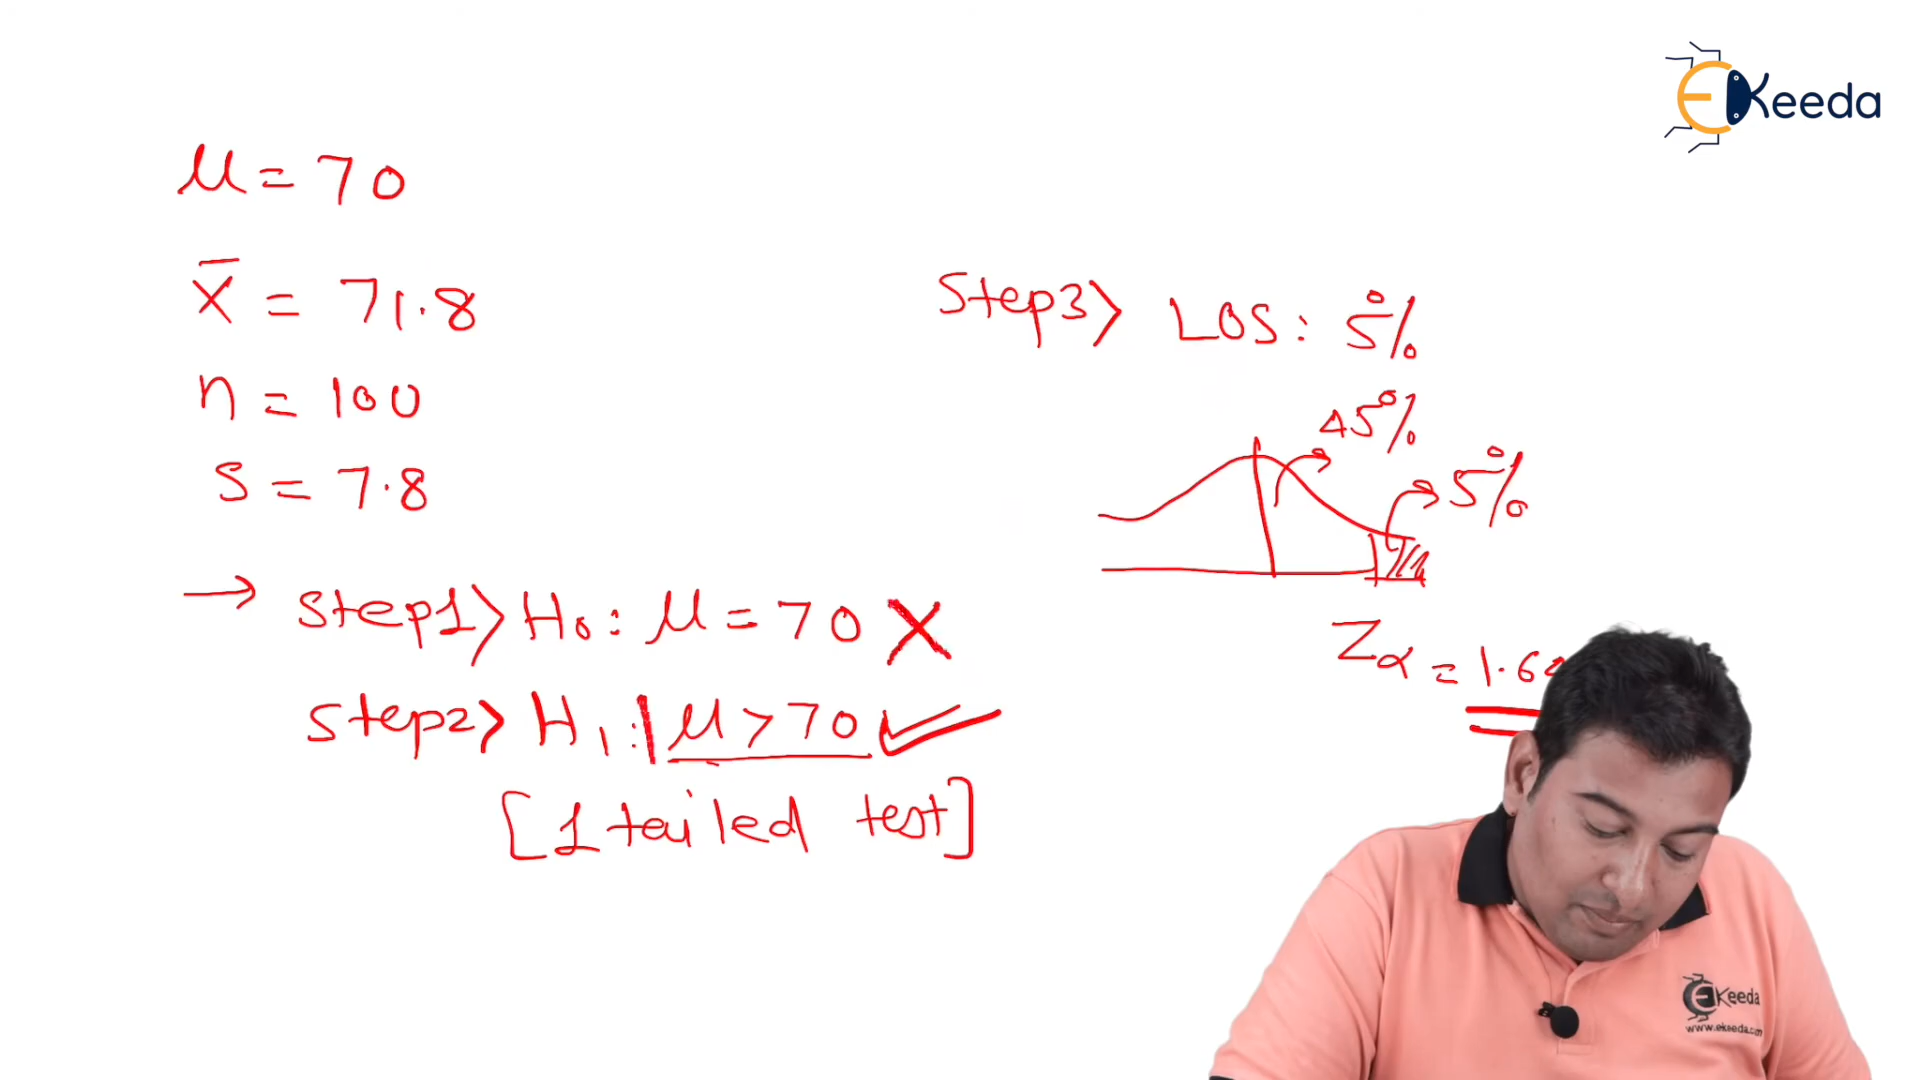 EKeeda
μ = 70
x̄ = 71.8
n = 100
S = 7.8
→ Step1> H₀ : μ = 70 X
Step2> H₁ : μ > 70 ✓
[1 tailed test]
Step3> LOS : 5%
45%
5%
Zα = 1.64
EKeeda
www.ekeeda.com